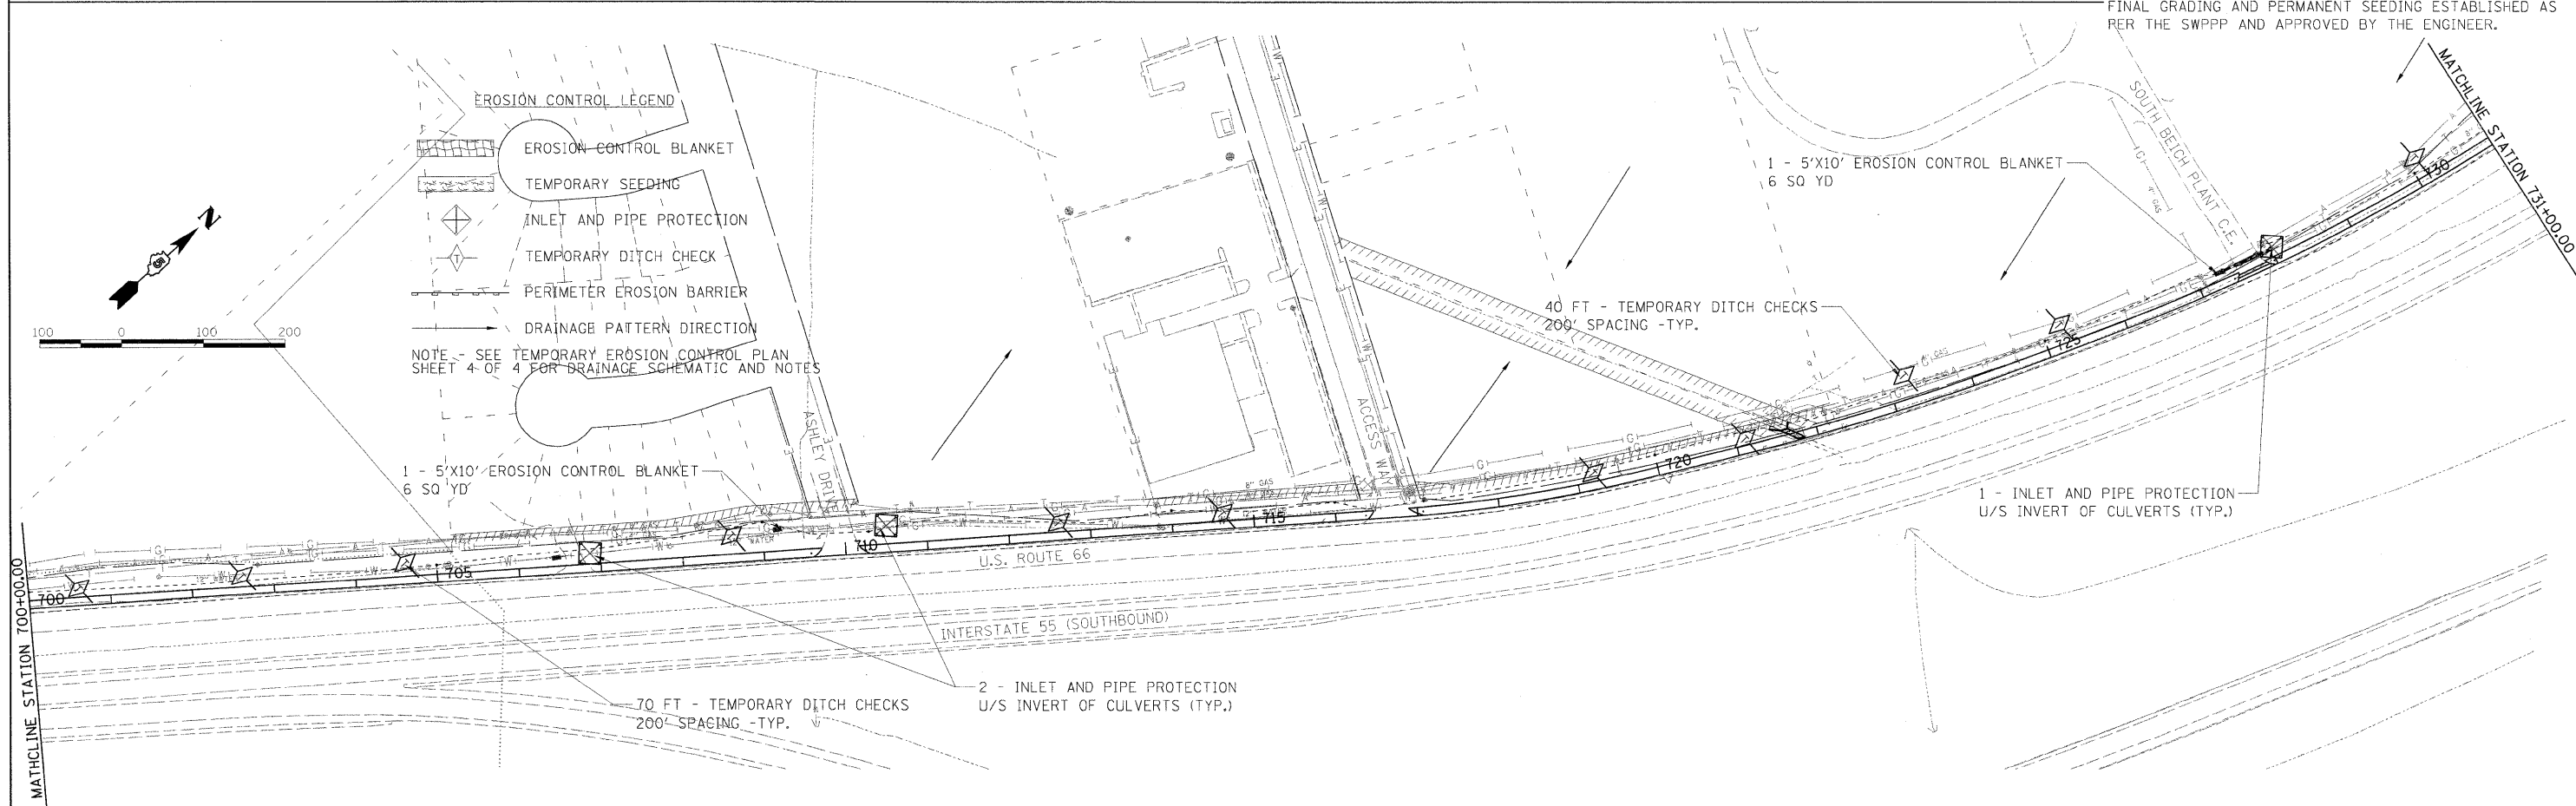 FINAL GRADING AND PERMANENT SEEDING ESTABLISHED AS
PER THE SWPPP AND APPROVED BY THE ENGINEER.
EROSION CONTROL LEGEND
EROSION CONTROL BLANKET
TEMPORARY SEEDING
INLET AND PIPE PROTECTION
T
TEMPORARY DITCH CHECK
PERIMETER EROSION BARRIER
DRAINAGE PATTERN DIRECTION
NOTE - SEE TEMPORARY EROSION CONTROL PLAN
SHEET 4 OF 4 FOR DRAINAGE SCHEMATIC AND NOTES
N
100 0 100 200
1 - 5'X10' EROSION CONTROL BLANKET
6 SQ YD
ASHLEY DRIVE
ACCESS WAY
1 - 5'X10' EROSION CONTROL BLANKET
6 SQ YD
40 FT - TEMPORARY DITCH CHECKS
200' SPACING -TYP.
SOUTH BEICH PLANT C.E.
4" GAS
MATCHLINE STATION 731+00.00
1 - INLET AND PIPE PROTECTION
U/S INVERT OF CULVERTS (TYP.)
MATHCLINE STATION 700+00.00
700
705
710
715
720
725
730
8" GAS
WATER
U.S. ROUTE 66
INTERSTATE 55 (SOUTHBOUND)
2 - INLET AND PIPE PROTECTION
U/S INVERT OF CULVERTS (TYP.)
70 FT - TEMPORARY DITCH CHECKS
200' SPACING -TYP.